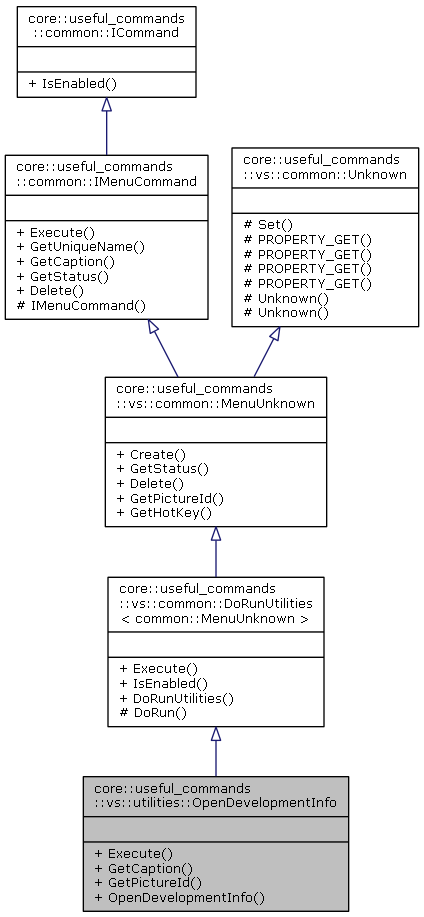 core::useful_commands
::common::ICommand
+ IsEnabled()
core::useful_commands
::common::IMenuCommand
+ Execute()
+ GetUniqueName()
+ GetCaption()
+ GetStatus()
+ Delete()
# IMenuCommand()
core::useful_commands
::vs::common::Unknown
# Set()
# PROPERTY_GET()
# PROPERTY_GET()
# PROPERTY_GET()
# PROPERTY_GET()
# Unknown()
# Unknown()
core::useful_commands
::vs::common::MenuUnknown
+ Create()
+ GetStatus()
+ Delete()
+ GetPictureId()
+ GetHotKey()
core::useful_commands
::vs::common::DoRunUtilities
< common::MenuUnknown >
+ Execute()
+ IsEnabled()
+ DoRunUtilities()
# DoRun()
core::useful_commands
::vs::utilities::OpenDevelopmentInfo
+ Execute()
+ GetCaption()
+ GetPictureId()
+ OpenDevelopmentInfo()